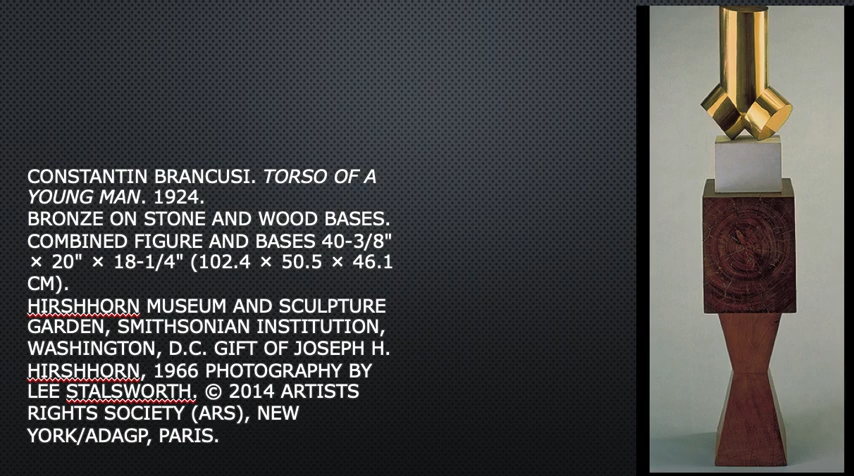 CONSTANTIN BRANCUSI. TORSO OF A
YOUNG MAN. 1924.
BRONZE ON STONE AND WOOD BASES.
COMBINED FIGURE AND BASES 40-3/8"
× 20" × 18-1/4" (102.4 × 50.5 × 46.1
CM).
HIRSHHORN MUSEUM AND SCULPTURE
GARDEN, SMITHSONIAN INSTITUTION,
WASHINGTON, D.C. GIFT OF JOSEPH H.
HIRSHHORN, 1966 PHOTOGRAPHY BY
LEE STALSWORTH. © 2014 ARTISTS
RIGHTS SOCIETY (ARS), NEW
YORK/ADAGP, PARIS.